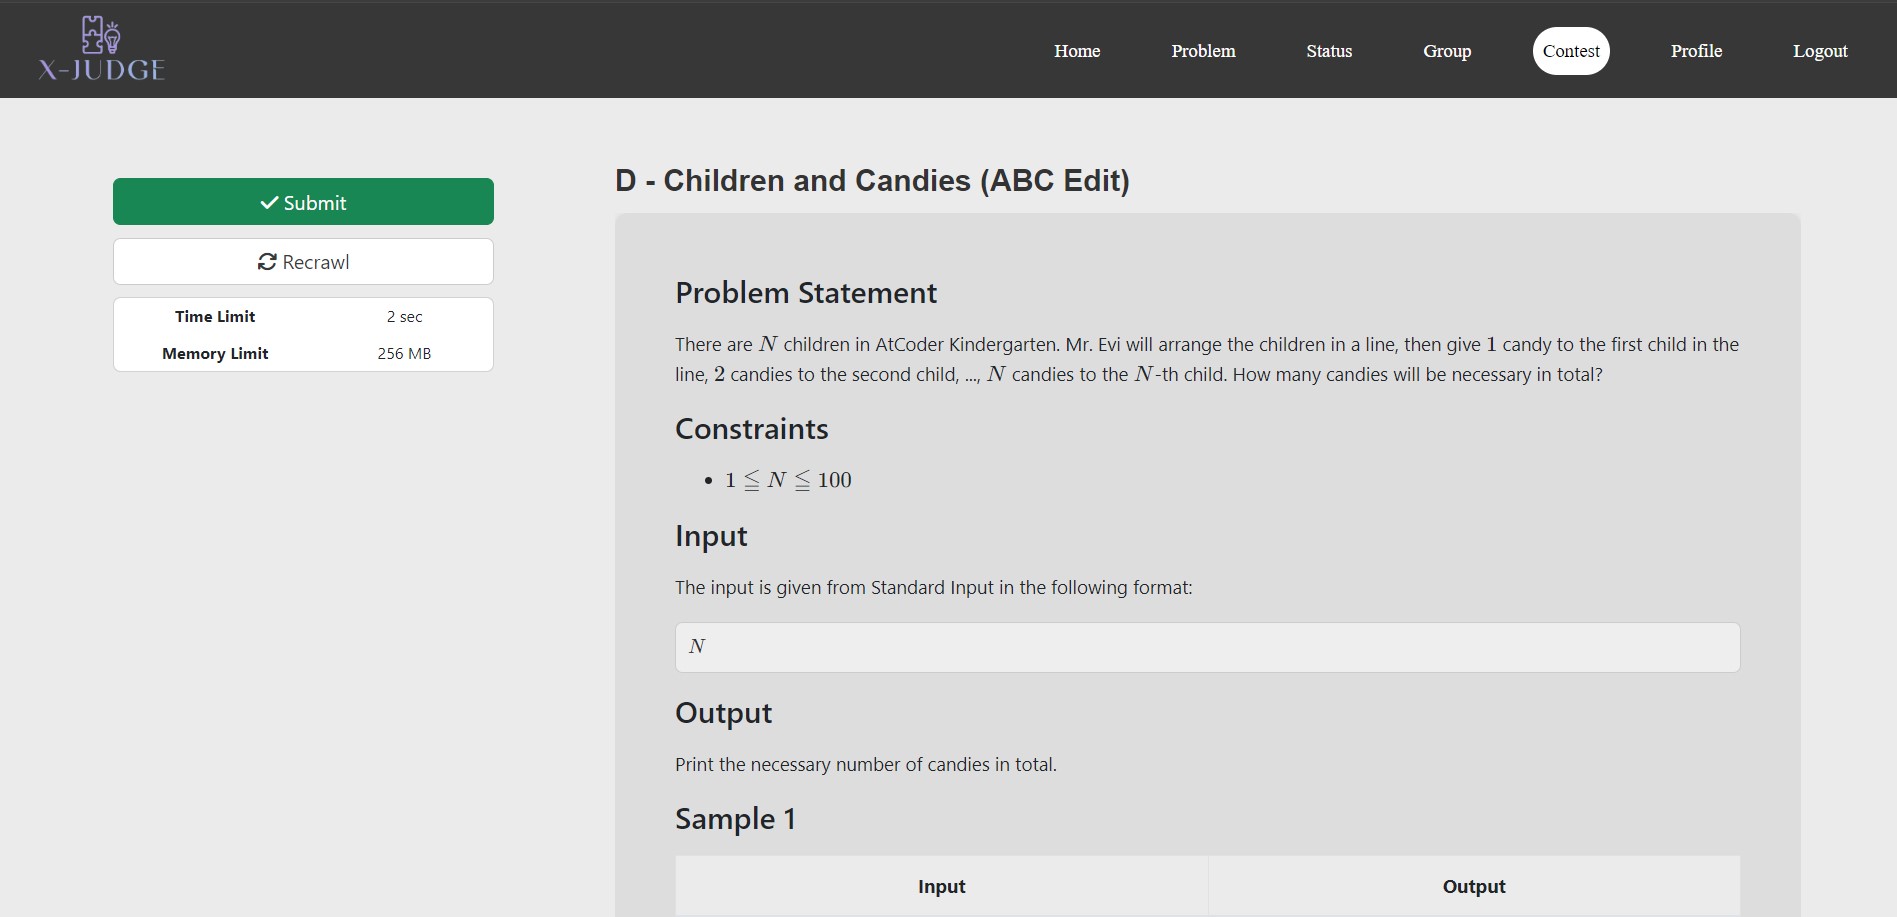 X-JUDGE
Home Problem Status Group Contest Profile Logout
Submit
Recrawl
Time Limit 2 sec
Memory Limit 256 MB
D - Children and Candies (ABC Edit)
Problem Statement
There are N children in AtCoder Kindergarten. Mr. Evi will arrange the children in a line, then give 1 candy to the first child in the
line, 2 candies to the second child, ..., N candies to the N-th child. How many candies will be necessary in total?
Constraints
• 1 ≦ N ≦ 100
Input
The input is given from Standard Input in the following format:
N
Output
Print the necessary number of candies in total.
Sample 1
Input Output